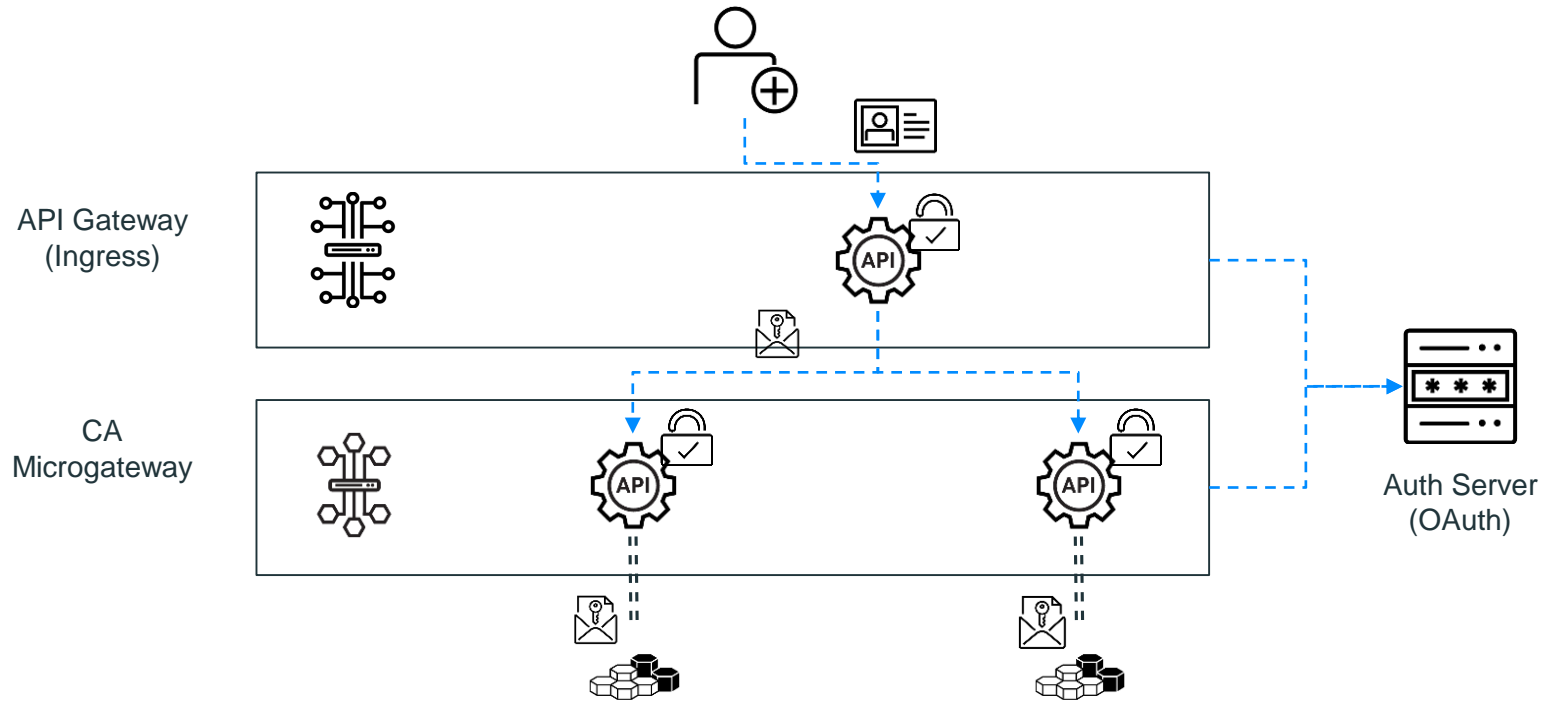 API Gateway
(Ingress)
API
CA
Microgateway
API
API
* * *
Auth Server
(OAuth)